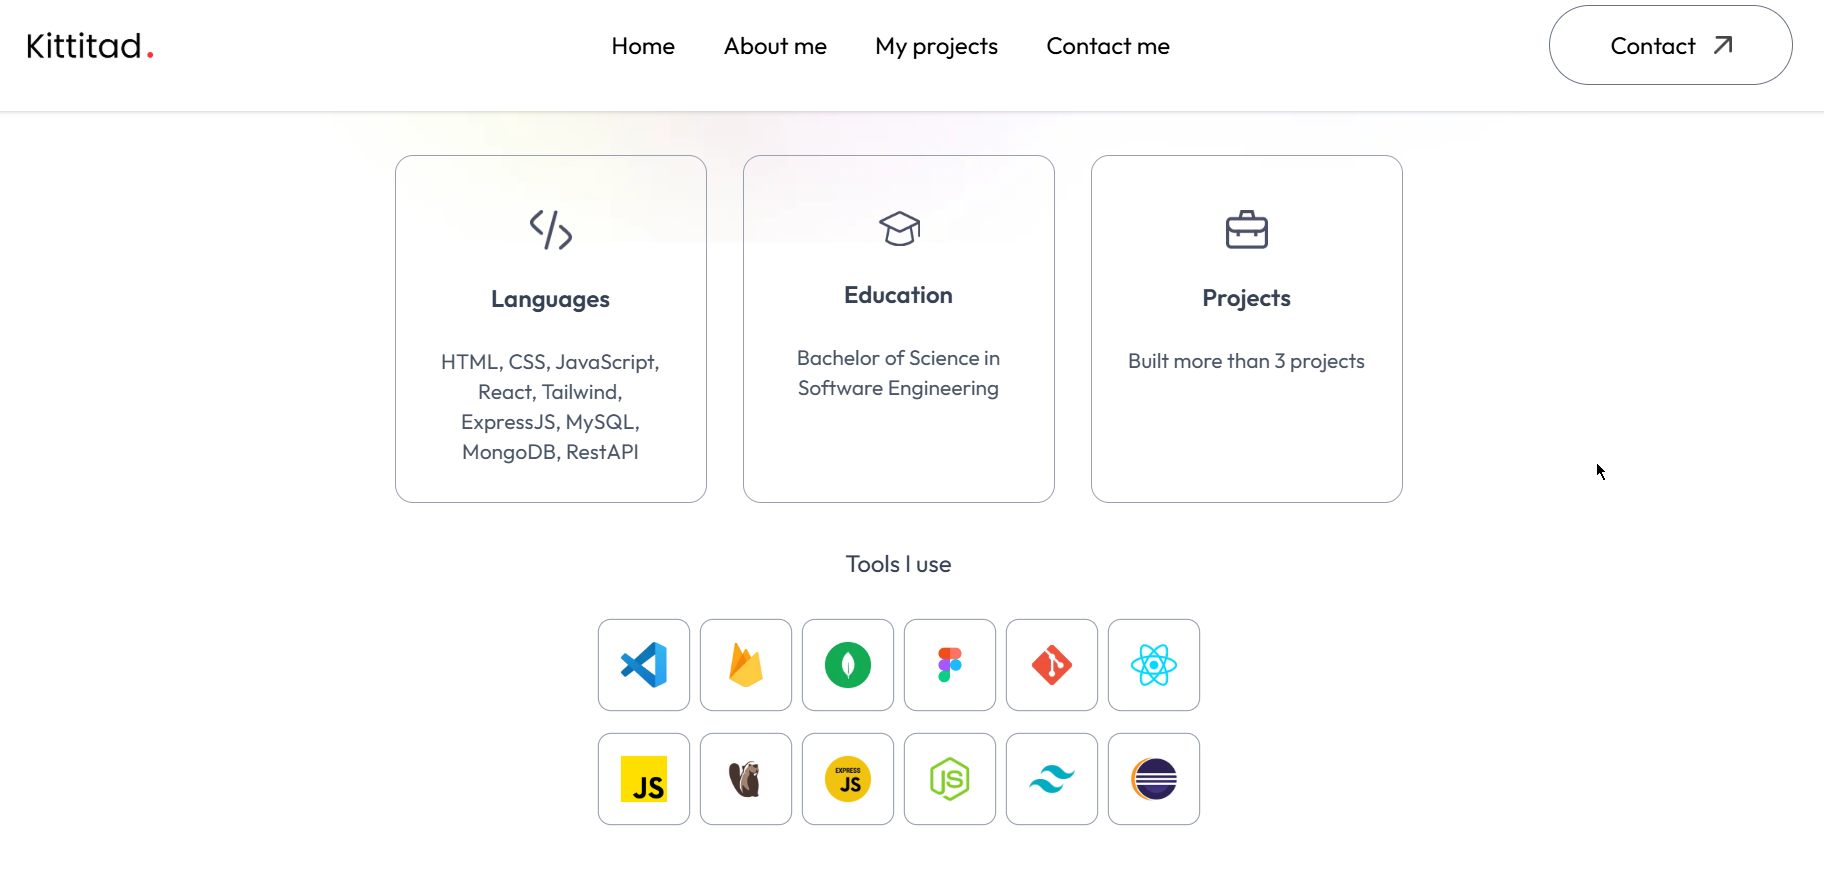 Kittitad.
Home
About me
My projects
Contact me
Contact
Languages
HTML, CSS, JavaScript,
React, Tailwind,
ExpressJS, MySQL,
MongoDB, RestAPI
Education
Bachelor of Science in
Software Engineering
Projects
Built more than 3 projects
Tools I use
JS
EXPRESS
JS
JS